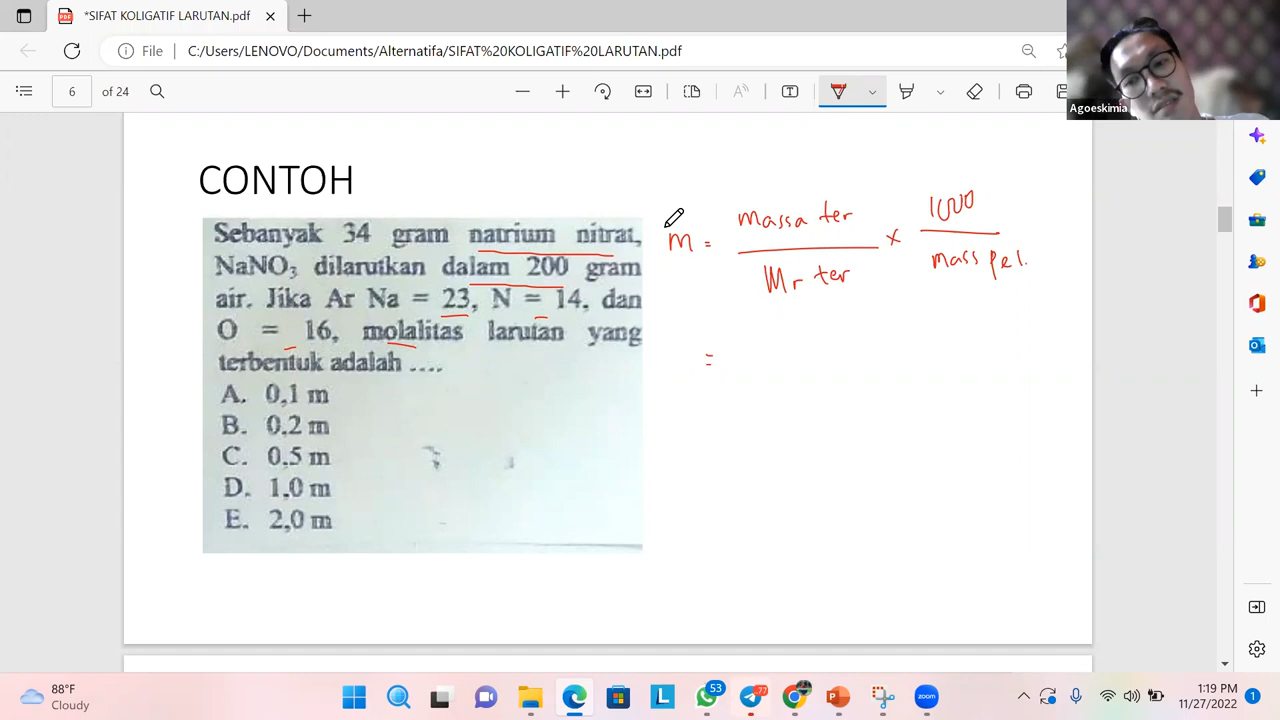 *SIFAT KOLIGATIF LARUTAN.pdf
File
C:/Users/LENOVO/Documents/Alternatifa/SIFAT%20KOLIGATIF%20LARUTAN.pdf
6 of 24
Agoeskimia
CONTOH
Sebanyak 34 gram natrium nitrat,
NaNO₃ dilarutkan dalam 200 gram
air. Jika Ar Na = 23, N = 14, dan
O = 16, molalitas larutan yang
terbentuk adalah ....
A. 0,1 m
B. 0,2 m
C. 0,5 m
D. 1,0 m
E. 2,0 m
m = massa ter / Mr ter x 1000 / mass pel.
=
88°F
Cloudy
53
77
1:19 PM
11/27/2022
1